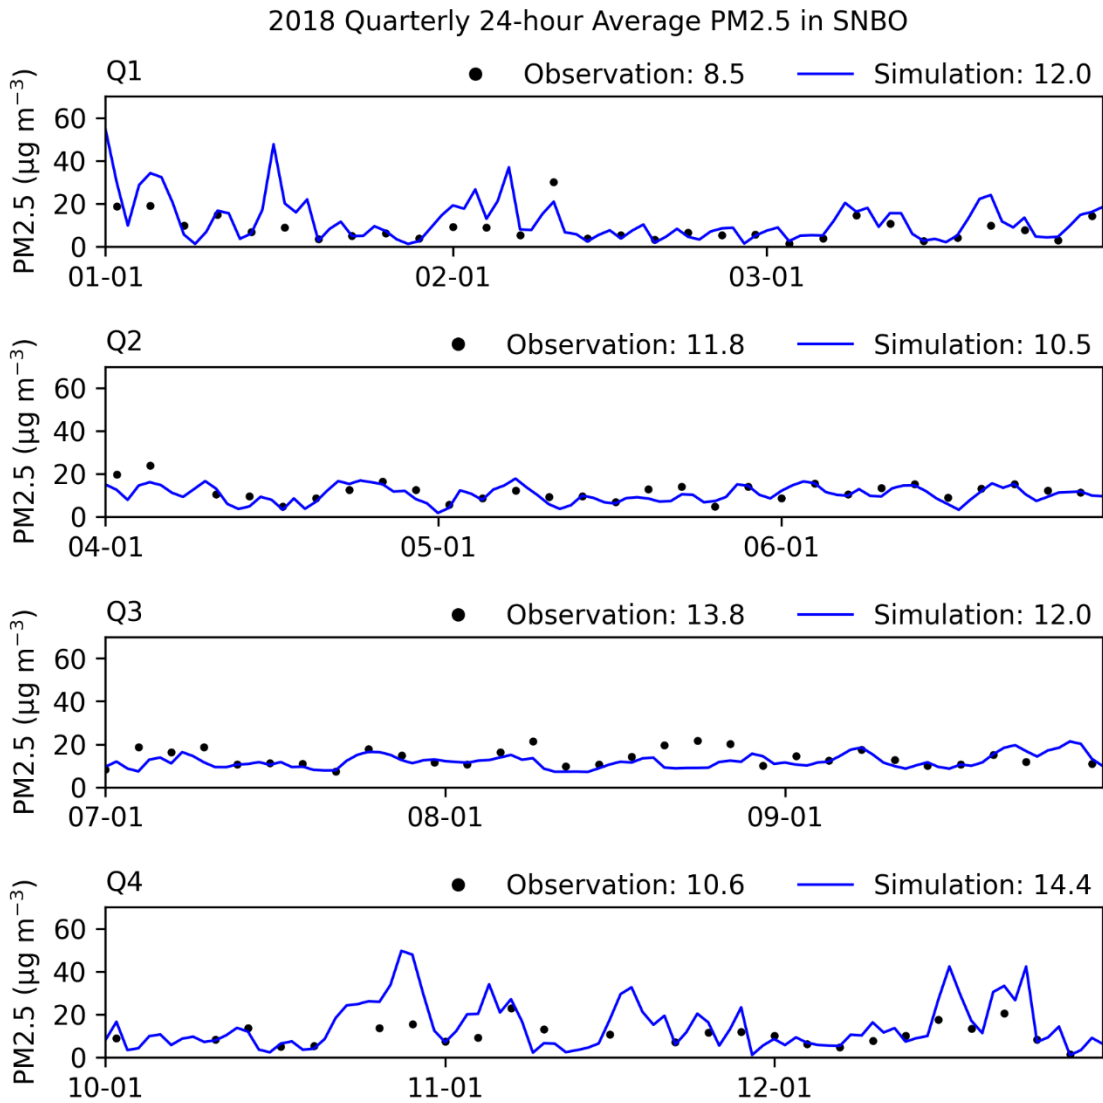 2018 Quarterly 24-hour Average PM2.5 in SNBO
Q1 Observation: 8.5 Simulation: 12.0
PM2.5 (µg m⁻³)
60
40
20
0
01-01 02-01 03-01
Q2 Observation: 11.8 Simulation: 10.5
PM2.5 (µg m⁻³)
60
40
20
0
04-01 05-01 06-01
Q3 Observation: 13.8 Simulation: 12.0
PM2.5 (µg m⁻³)
60
40
20
0
07-01 08-01 09-01
Q4 Observation: 10.6 Simulation: 14.4
PM2.5 (µg m⁻³)
60
40
20
0
10-01 11-01 12-01